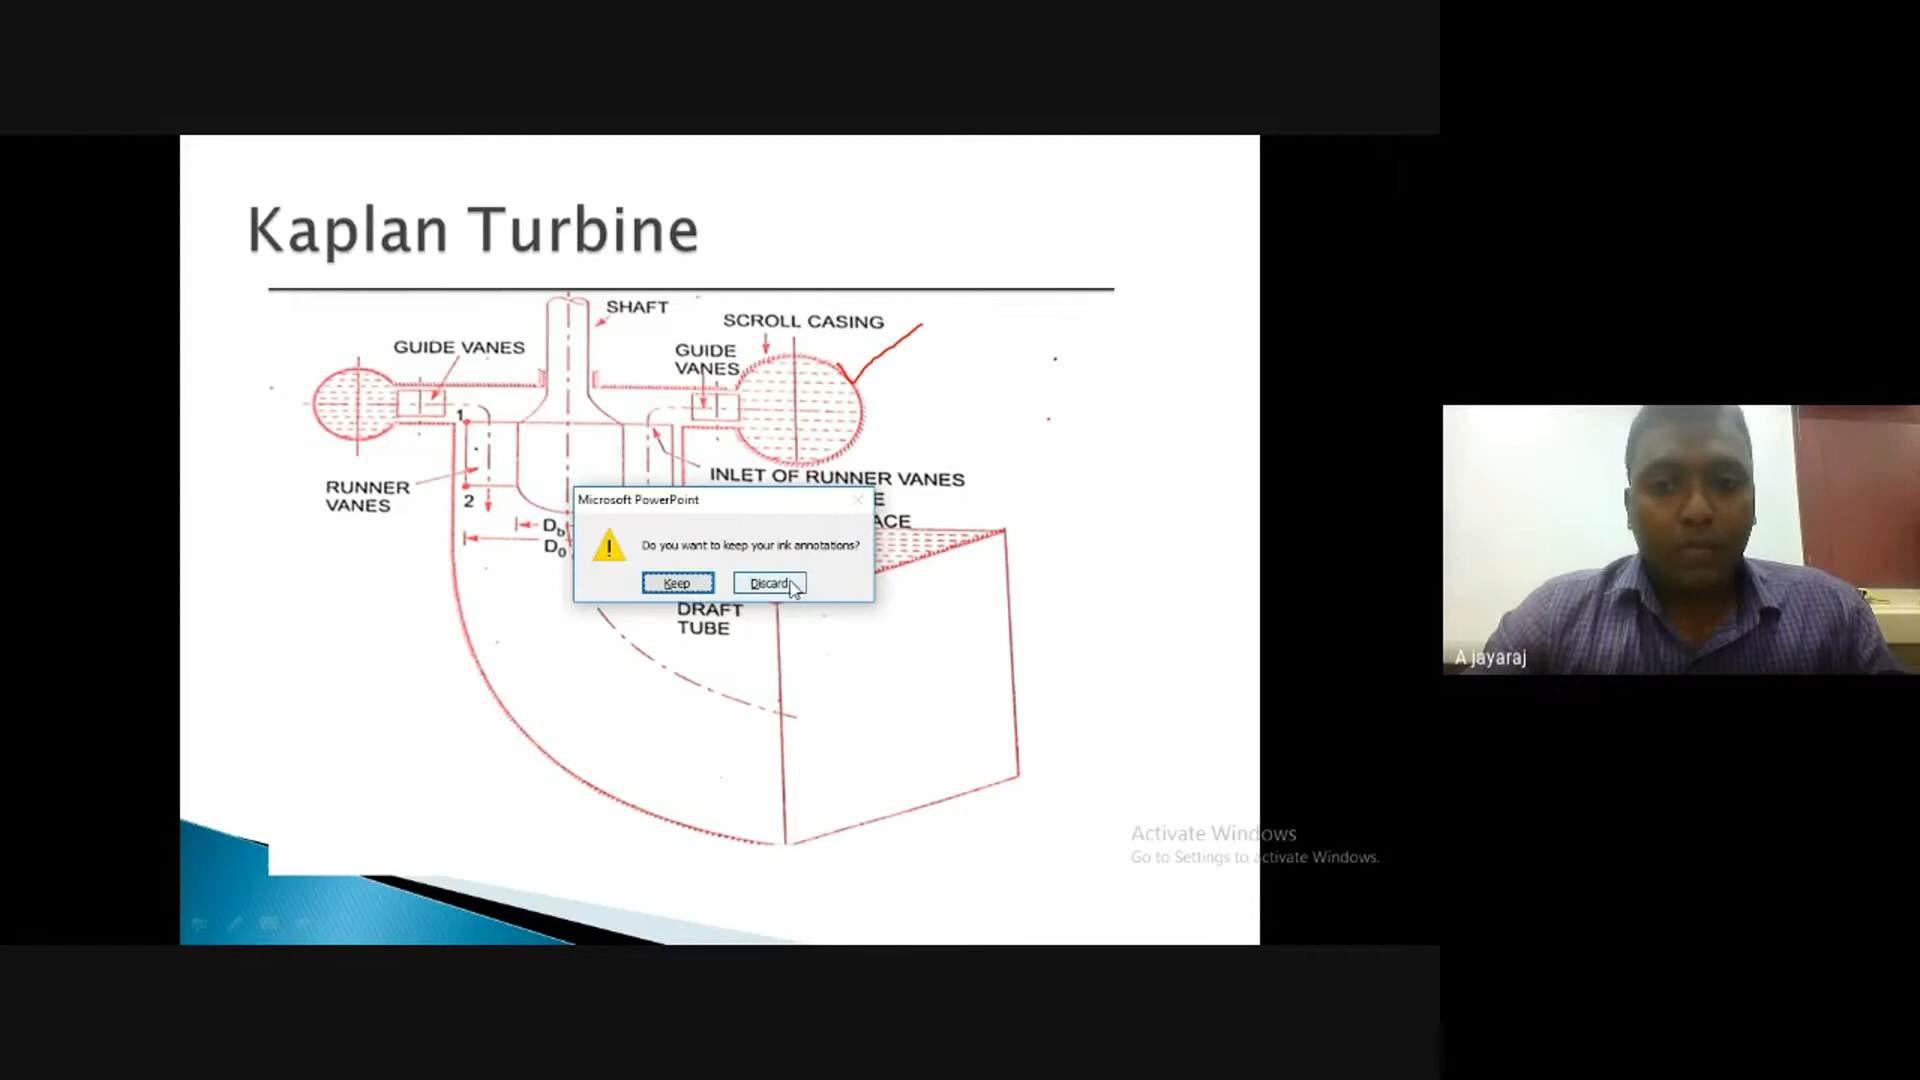 Kaplan Turbine
SHAFT
SCROLL CASING
GUIDE VANES
GUIDE
VANES
1
INLET OF RUNNER VANES
RUNNER
VANES
2
E
ACE
Db
D0
Microsoft PowerPoint
Do you want to keep your ink annotations?
Keep
Discard
DRAFT
TUBE
A jayaraj
Activate Windows
Go to Settings to activate Windows.